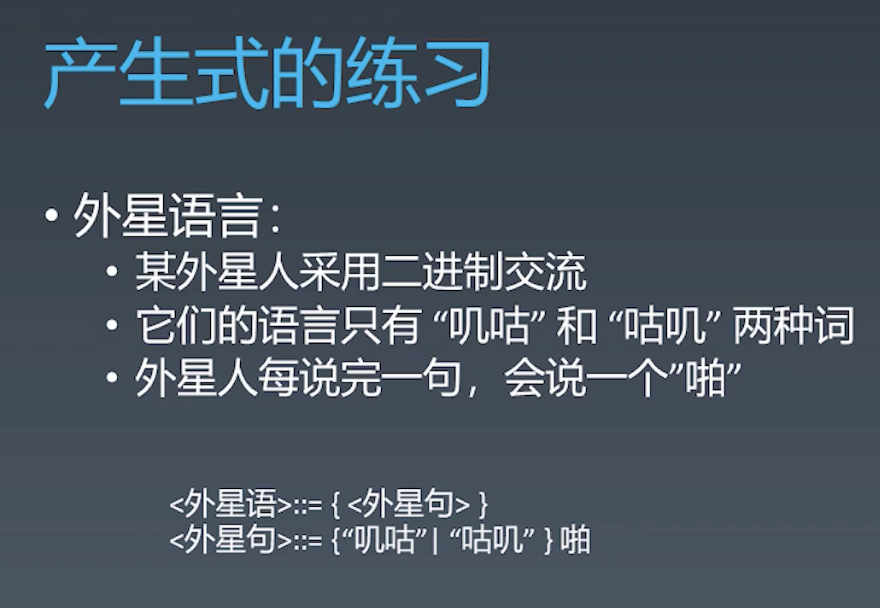 产生式的练习
• 外星语言：
• 某外星人采用二进制交流
• 它们的语言只有 “叽咕” 和 “咕叽” 两种词
• 外星人每说完一句，会说一个”啪”
<外星语>::= { <外星句> }
<外星句>::= {“叽咕”| “咕叽” } 啪